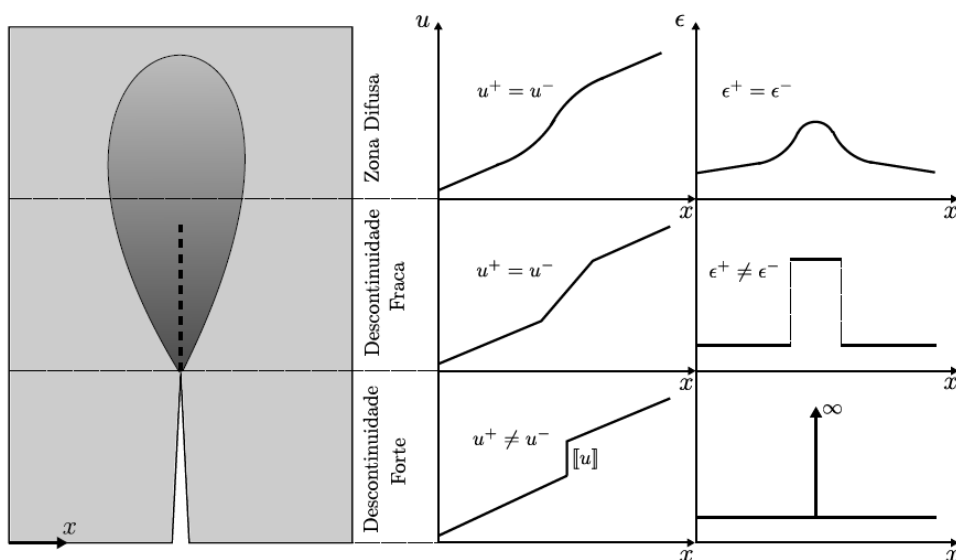 u
ϵ
Zona Difusa
u⁺ = u⁻
ϵ⁺ = ϵ⁻
x
x
Descontinuidade
Fraca
u⁺ = u⁻
ϵ⁺ ≠ ϵ⁻
x
x
Descontinuidade
Forte
u⁺ ≠ u⁻
⟦u⟧
∞
x
x
x